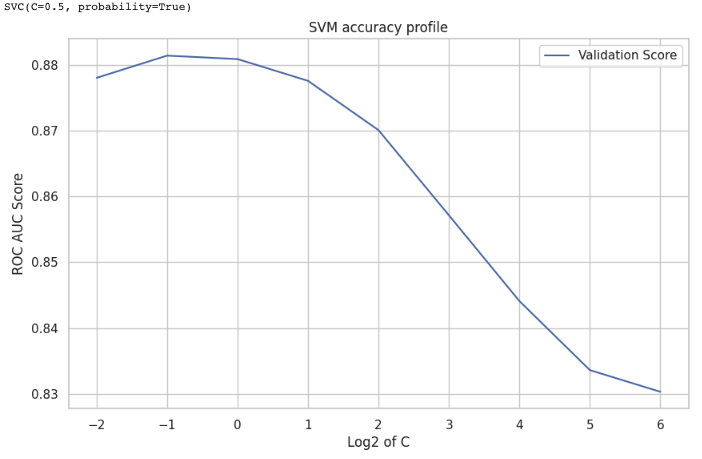 SVC(C=0.5, probability=True)
SVM accuracy profile
Validation Score
ROC AUC Score
0.88
0.87
0.86
0.85
0.84
0.83
−2 −1 0 1 2 3 4 5 6
Log2 of C